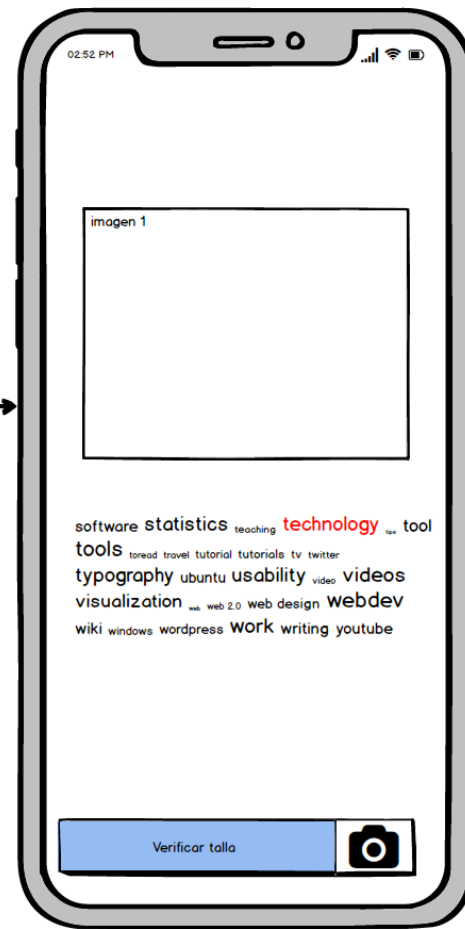 02:52 PM
imagen 1
software statistics teaching technology tips tool
tools toread travel tutorial tutorials tv twitter
typography ubuntu usability video videos
visualization web web 2.0 web design webdev
wiki windows wordpress work writing youtube
Verificar talla